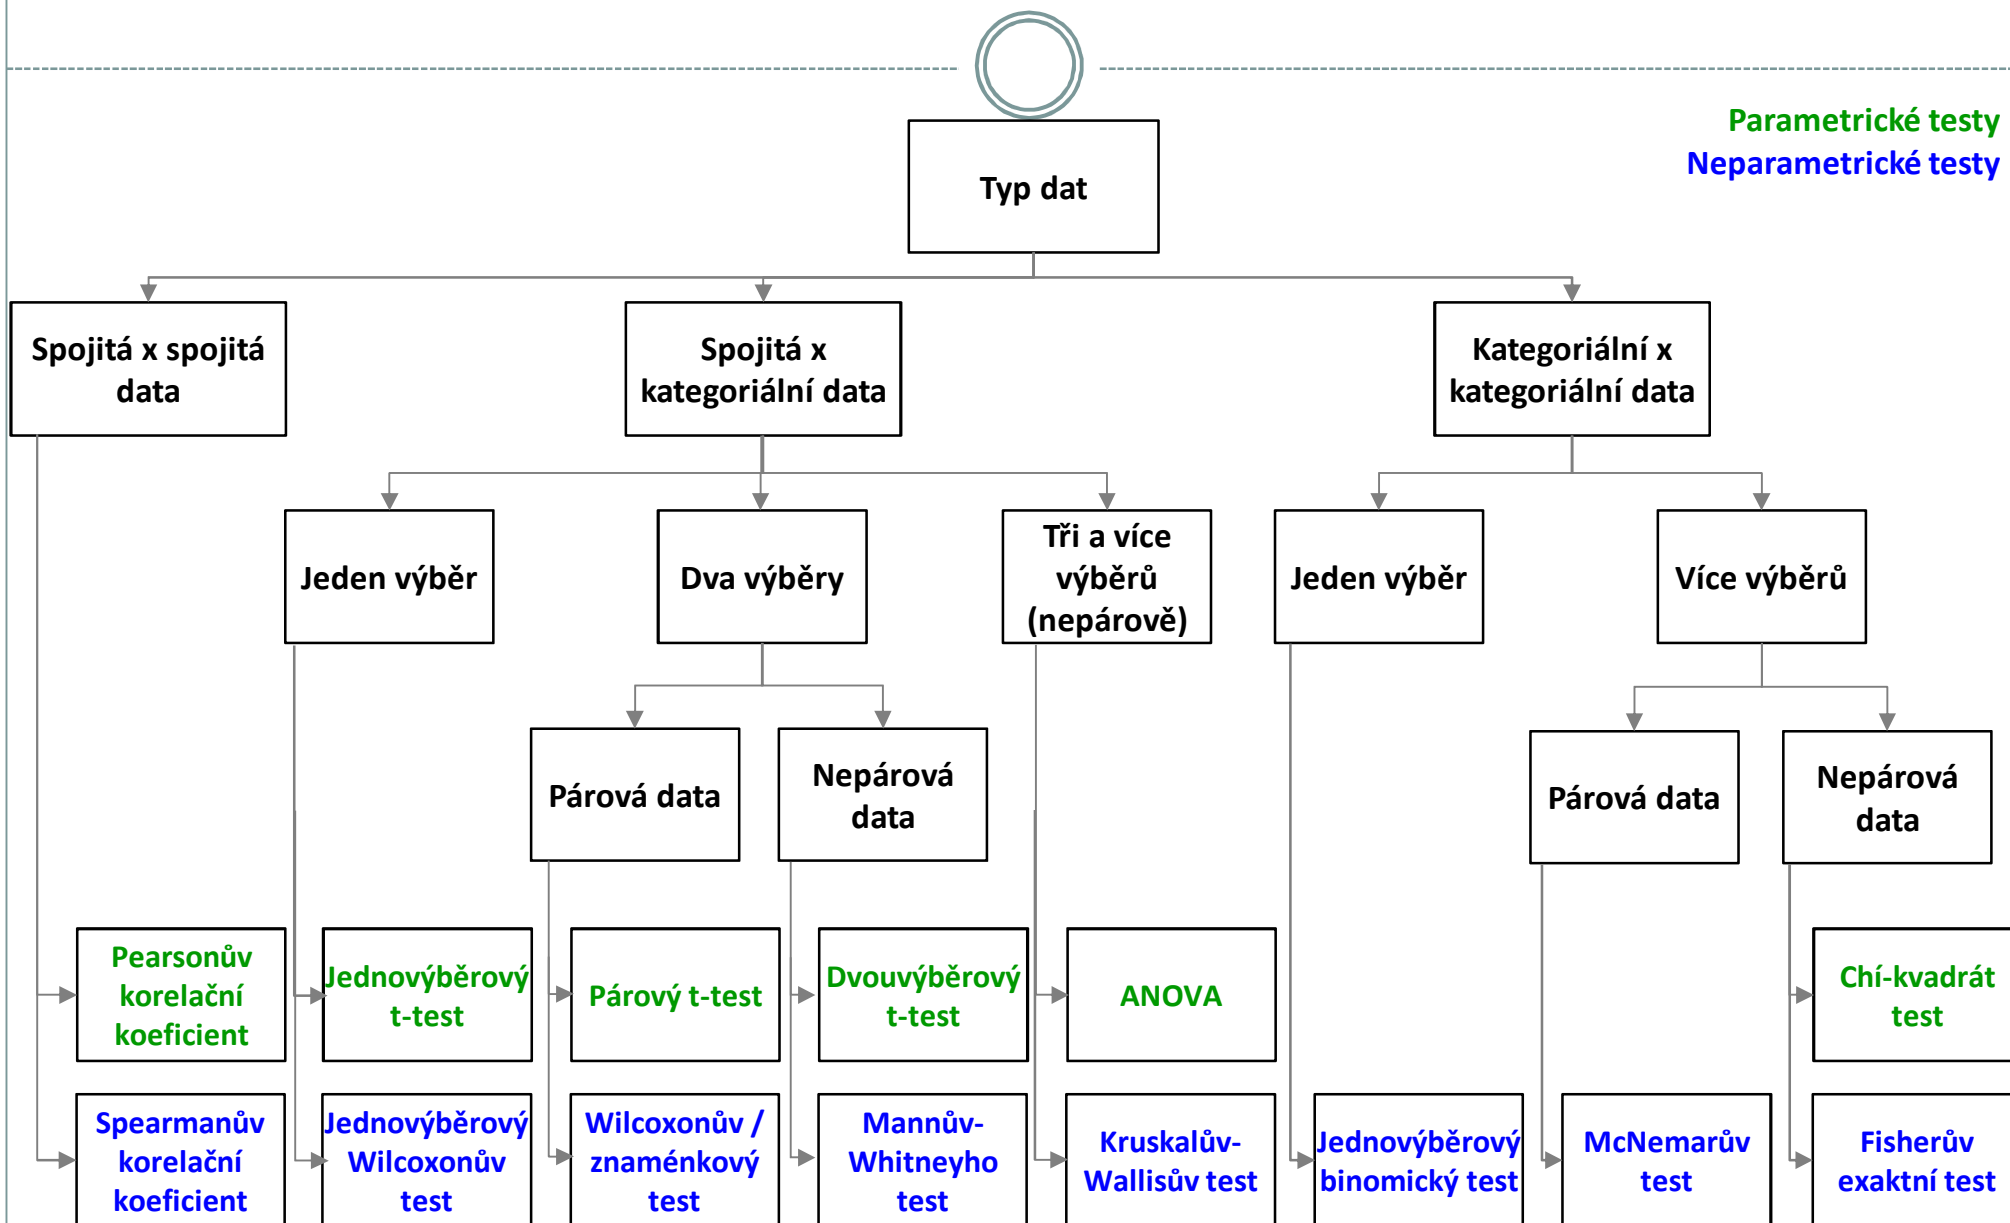 Parametrické testy
Neparametrické testy
Typ dat
Spojitá x spojitá
data
Spojitá x
kategoriální data
Kategoriální x
kategoriální data
Jeden výběr
Dva výběry
Tři a více
výběrů
(nepárově)
Jeden výběr
Více výběrů
Párová data
Nepárová
data
Párová data
Nepárová
data
Pearsonův
korelační
koeficient
Jednovýběrový
t-test
Párový t-test
Dvouvýběrový
t-test
ANOVA
Chí-kvadrát
test
Spearmanův
korelační
koeficient
Jednovýběrový
Wilcoxonův
test
Wilcoxonův /
znaménkový
test
Mannův-
Whitneyho
test
Kruskalův-
Wallisův test
Jednovýběrový
binomický test
McNemarův
test
Fisherův
exaktní test